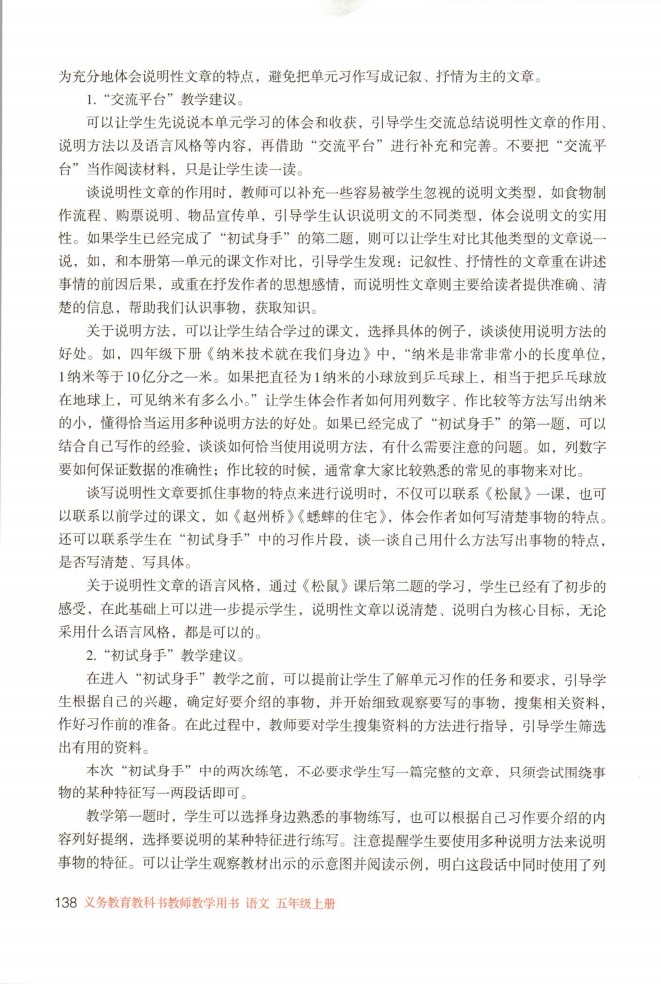 为充分地体会说明性文章的特点，避免把单元习作写成记叙、抒情为主的文章。
1. “交流平台”教学建议。
可以让学生先说说本单元学习的体会和收获，引导学生交流总结说明性文章的作用、
说明方法以及语言风格等内容，再借助“交流平台”进行补充和完善。不要把“交流平
台”当作阅读材料，只是让学生读一读。
谈说明性文章的作用时，教师可以补充一些容易被学生忽视的说明文类型，如食物制
作流程、购票说明、物品宣传单，引导学生认识说明文的不同类型，体会说明文的实用
性。如果学生已经完成了“初试身手”的第二题，则可以让学生对比其他类型的文章说一
说，如，和本册第一单元的课文作对比，引导学生发现：记叙性、抒情性的文章重在讲述
事情的前因后果，或重在抒发作者的思想感情，而说明性文章则主要给读者提供准确、清
楚的信息，帮助我们认识事物，获取知识。
关于说明方法，可以让学生结合学过的课文，选择具体的例子，谈谈使用说明方法的
好处。如，四年级下册《纳米技术就在我们身边》中，“纳米是非常非常小的长度单位，
1纳米等于10亿分之一米。如果把直径为1纳米的小球放到乒乓球上，相当于把乒乓球放
在地球上，可见纳米有多么小。”让学生体会作者如何用列数字、作比较等方法写出纳米
的小，懂得恰当运用多种说明方法的好处。如果已经完成了“初试身手”的第一题，可以
结合自己写作的经验，谈谈如何恰当使用说明方法，有什么需要注意的问题。如，列数字
要如何保证数据的准确性；作比较的时候，通常拿大家比较熟悉的常见的事物来对比。
谈写说明性文章要抓住事物的特点来进行说明时，不仅可以联系《松鼠》一课，也可
以联系以前学过的课文，如《赵州桥》《蟋蟀的住宅》，体会作者如何写清楚事物的特点。
还可以联系学生在“初试身手”中的习作片段，谈一谈自己用什么方法写出事物的特点，
是否写清楚、写具体。
关于说明性文章的语言风格，通过《松鼠》课后第二题的学习，学生已经有了初步的
感受，在此基础上可以进一步提示学生，说明性文章以说清楚、说明白为核心目标，无论
采用什么语言风格，都是可以的。
2. “初试身手”教学建议。
在进入“初试身手”教学之前，可以提前让学生了解单元习作的任务和要求，引导学
生根据自己的兴趣，确定好要介绍的事物，并开始细致观察要写的事物，搜集相关资料，
作好习作前的准备。在此过程中，教师要对学生搜集资料的方法进行指导，引导学生筛选
出有用的资料。
本次“初试身手”中的两次练笔，不必要求学生写一篇完整的文章，只须尝试围绕事
物的某种特征写一两段话即可。
教学第一题时，学生可以选择身边熟悉的事物练写，也可以根据自己习作要介绍的内
容列好提纲，选择要说明的某种特征进行练写。注意提醒学生要使用多种说明方法来说明
事物的特征。可以让学生观察教材出示的示意图并阅读示例，明白这段话中同时使用了列
138 义务教育教科书教师教学用书 语文 五年级上册